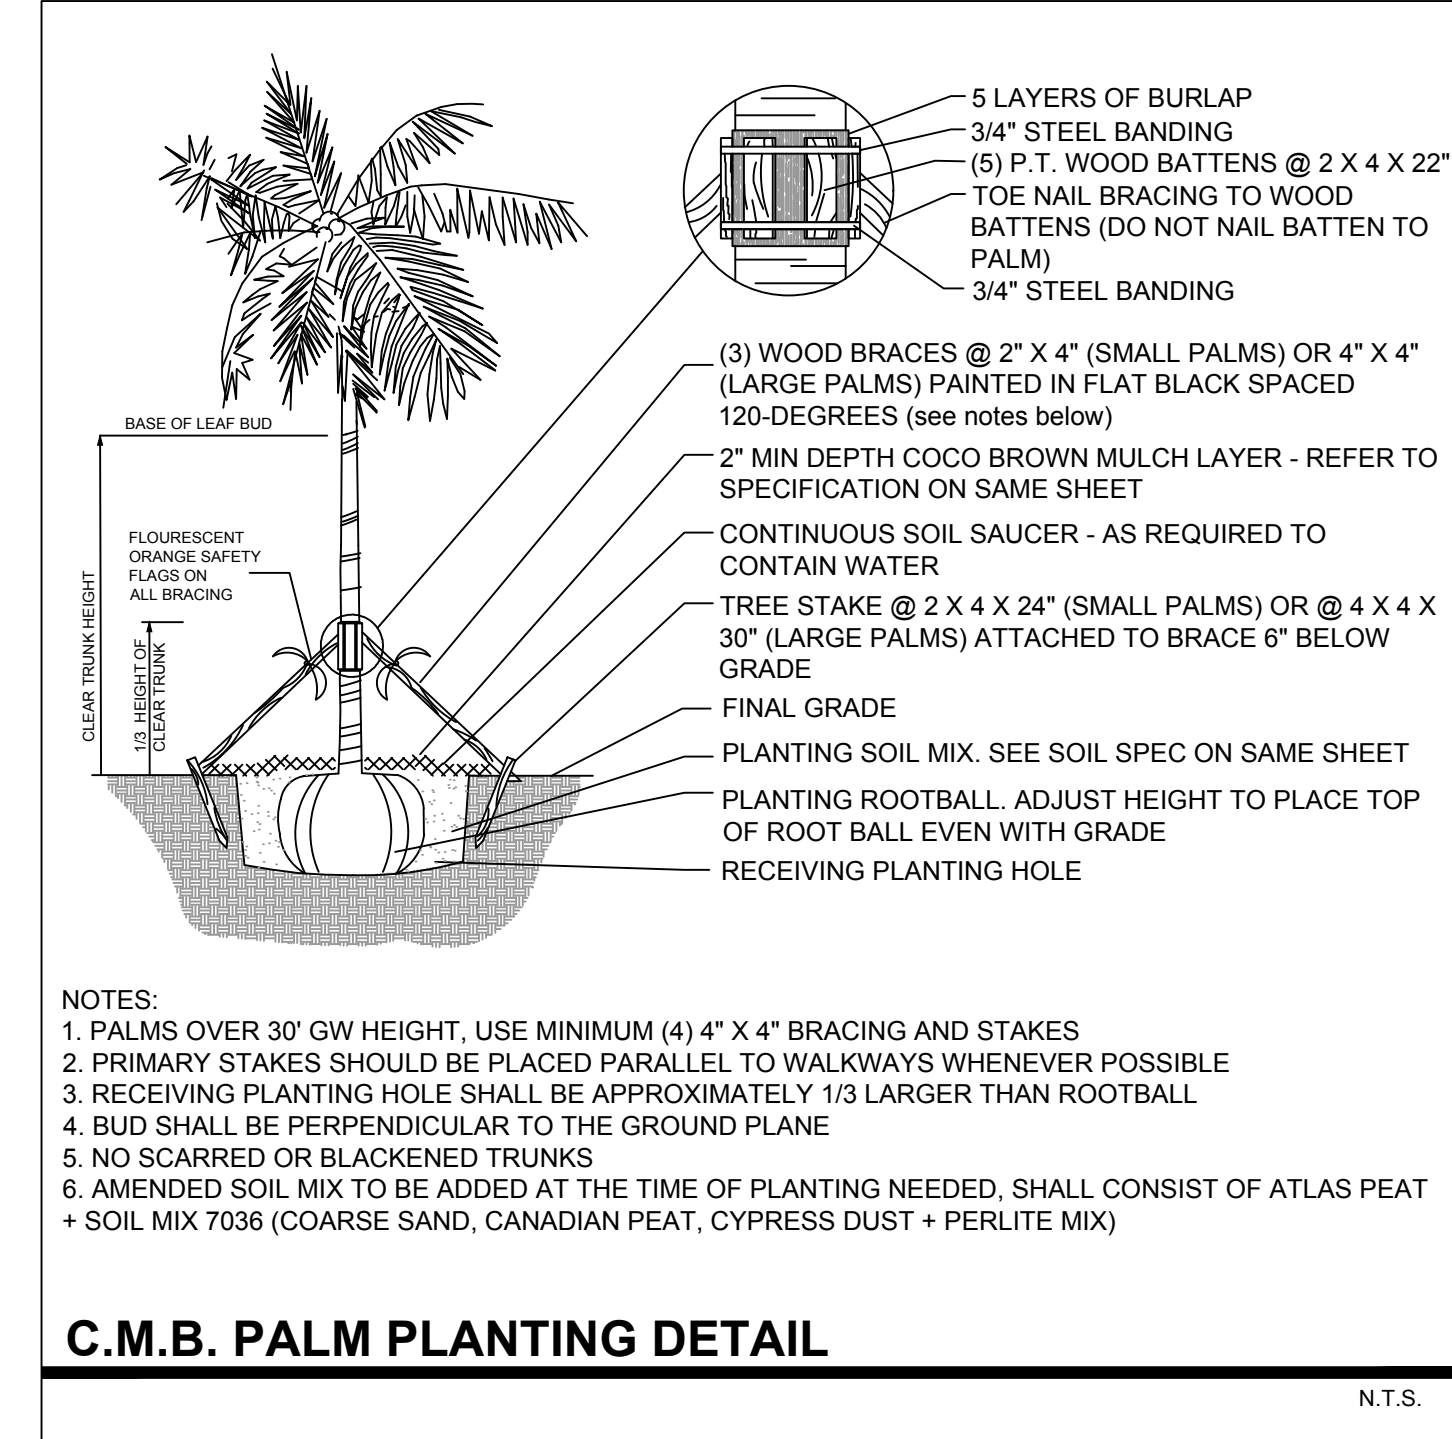 5 LAYERS OF BURLAP
3/4" STEEL BANDING
(5) P.T. WOOD BATTENS @ 2 X 4 X 22"
TOE NAIL BRACING TO WOOD
BATTENS (DO NOT NAIL BATTEN TO
PALM)
3/4" STEEL BANDING
(3) WOOD BRACES @ 2" X 4" (SMALL PALMS) OR 4" X 4"
(LARGE PALMS) PAINTED IN FLAT BLACK SPACED
120-DEGREES (see notes below)
2" MIN DEPTH COCO BROWN MULCH LAYER - REFER TO
SPECIFICATION ON SAME SHEET
CONTINUOUS SOIL SAUCER - AS REQUIRED TO
CONTAIN WATER
TREE STAKE @ 2 X 4 X 24" (SMALL PALMS) OR @ 4 X 4 X
30" (LARGE PALMS) ATTACHED TO BRACE 6" BELOW
GRADE
FINAL GRADE
PLANTING SOIL MIX. SEE SOIL SPEC ON SAME SHEET
PLANTING ROOTBALL. ADJUST HEIGHT TO PLACE TOP
OF ROOT BALL EVEN WITH GRADE
RECEIVING PLANTING HOLE
BASE OF LEAF BUD
FLOURESCENT
ORANGE SAFETY
FLAGS ON
ALL BRACING
CLEAR TRUNK HEIGHT
1/3 HEIGHT OF
CLEAR TRUNK
NOTES:
1. PALMS OVER 30' GW HEIGHT, USE MINIMUM (4) 4" X 4" BRACING AND STAKES
2. PRIMARY STAKES SHOULD BE PLACED PARALLEL TO WALKWAYS WHENEVER POSSIBLE
3. RECEIVING PLANTING HOLE SHALL BE APPROXIMATELY 1/3 LARGER THAN ROOTBALL
4. BUD SHALL BE PERPENDICULAR TO THE GROUND PLANE
5. NO SCARRED OR BLACKENED TRUNKS
6. AMENDED SOIL MIX TO BE ADDED AT THE TIME OF PLANTING NEEDED, SHALL CONSIST OF ATLAS PEAT
+ SOIL MIX 7036 (COARSE SAND, CANADIAN PEAT, CYPRESS DUST + PERLITE MIX)
C.M.B. PALM PLANTING DETAIL
N.T.S.